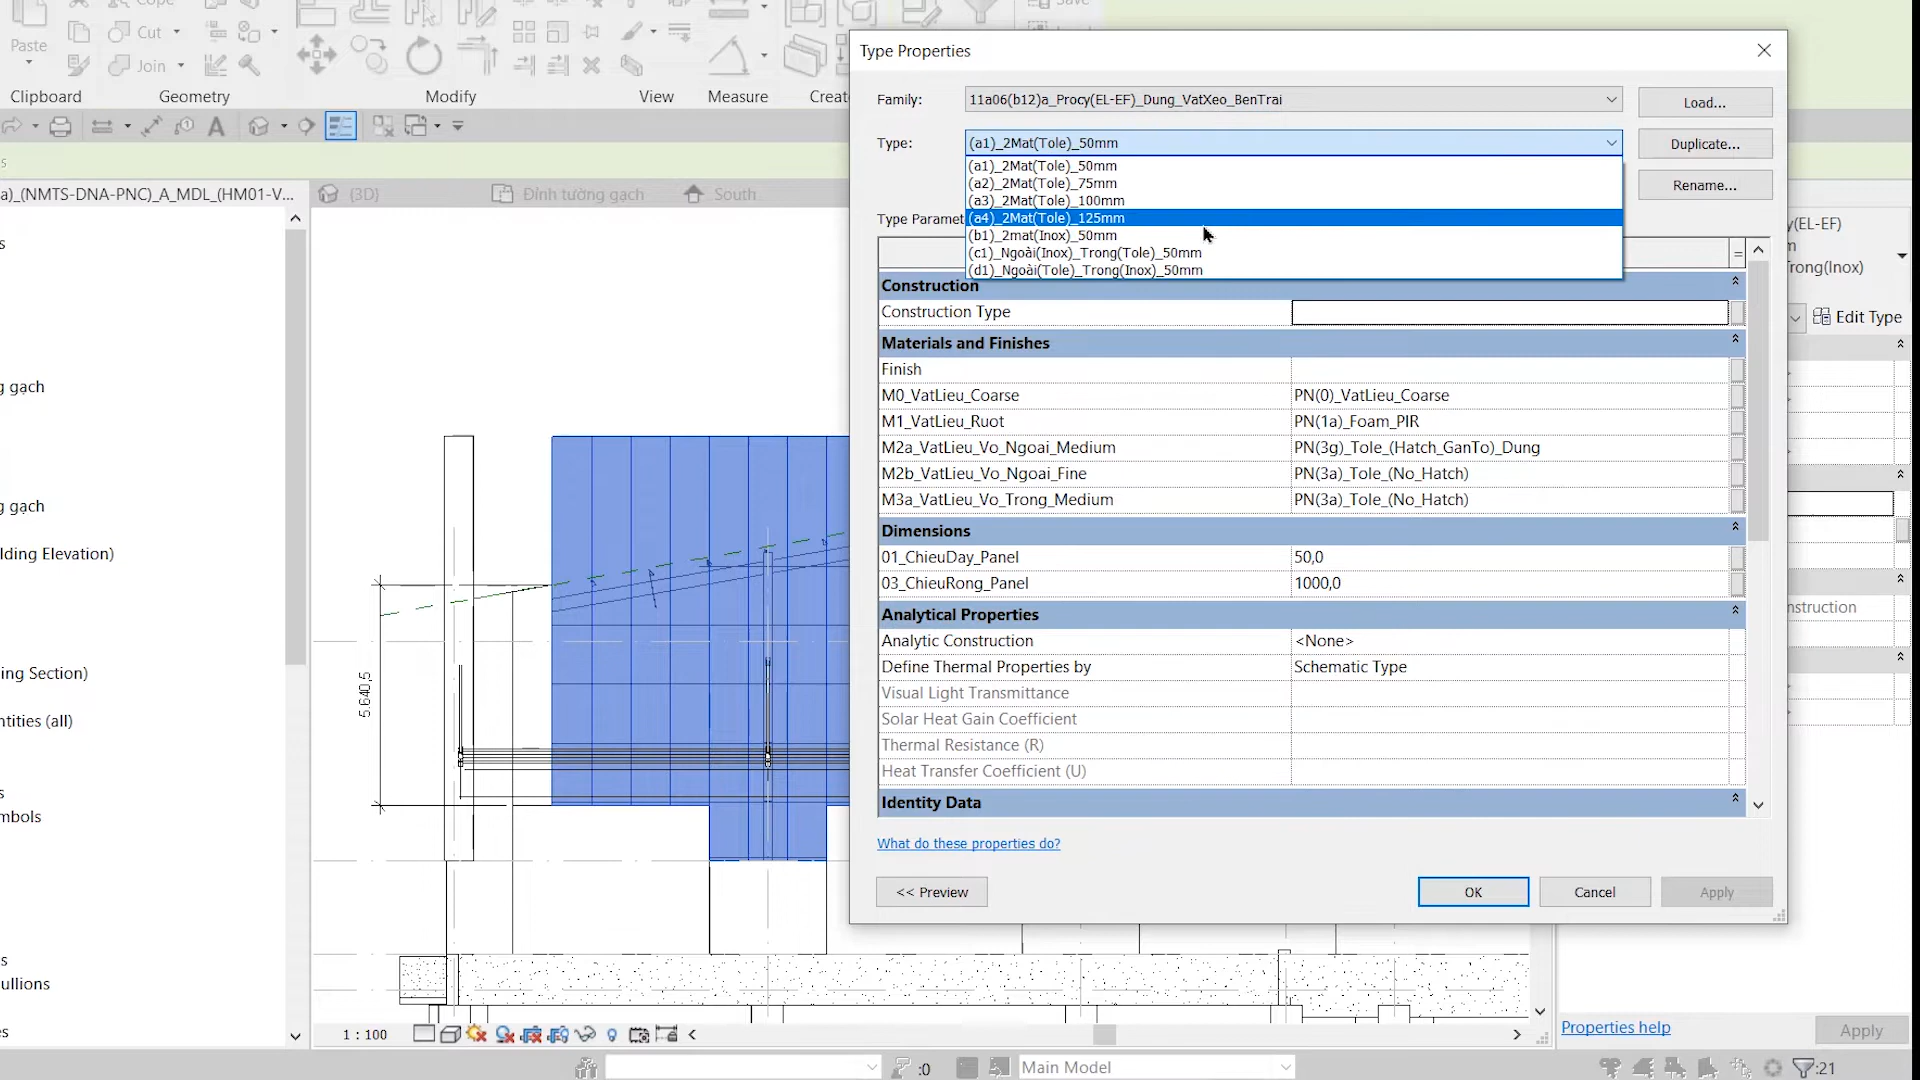 Copy
Save
Paste
Cut
Join
Clipboard
Geometry
Modify
View
Measure
Create
a)_(NMTS-DNA-PNC)_A_MDL_(HM01-V...
(3D)
Đỉnh tường gạch
South
g gạch
g gạch
lding Elevation)
ing Section)
ntities (all)
mbols
ullions
5.640,5
1 : 100
Type Properties
Family:
11a06(b12)a_Procy(EL-EF)_Dung_VatXeo_BenTrai
Load...
Type:
(a1)_2Mat(Tole)_50mm
Duplicate...
(a1)_2Mat(Tole)_50mm
(a2)_2Mat(Tole)_75mm
Rename...
(a3)_2Mat(Tole)_100mm
Type Paramet
(a4)_2Mat(Tole)_125mm
(b1)_2mat(Inox)_50mm
(c1)_Ngoài(Inox)_Trong(Tole)_50mm
(d1)_Ngoài(Tole)_Trong(Inox)_50mm
=
Construction
Construction Type
Materials and Finishes
Finish
M0_VatLieu_Coarse PN(0)_VatLieu_Coarse
M1_VatLieu_Ruot PN(1a)_Foam_PIR
M2a_VatLieu_Vo_Ngoai_Medium PN(3g)_Tole_(Hatch_GanTo)_Dung
M2b_VatLieu_Vo_Ngoai_Fine PN(3a)_Tole_(No_Hatch)
M3a_VatLieu_Vo_Trong_Medium PN(3a)_Tole_(No_Hatch)
Dimensions
01_ChieuDay_Panel 50,0
03_ChieuRong_Panel 1000,0
Analytical Properties
Analytic Construction <None>
Define Thermal Properties by Schematic Type
Visual Light Transmittance
Solar Heat Gain Coefficient
Thermal Resistance (R)
Heat Transfer Coefficient (U)
Identity Data
What do these properties do?
<< Preview
OK
Cancel
Apply
y(EL-EF)
rong(Inox)
Edit Type
nstruction
Properties help
Apply
:0
Main Model
:21